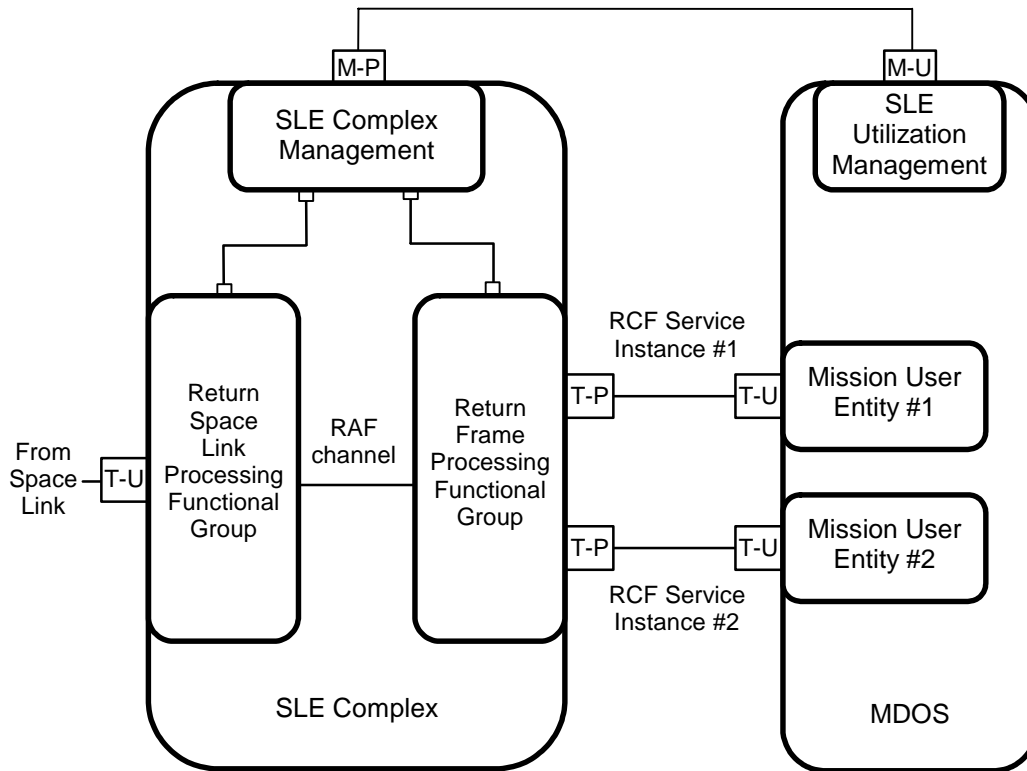 M-P
M-U
SLE Complex
Management
SLE
Utilization
Management
From
Space
Link
T-U
Return
Space
Link
Processing
Functional
Group
RAF
channel
Return
Frame
Processing
Functional
Group
RCF Service
Instance #1
T-P
T-U
Mission User
Entity #1
T-P
T-U
Mission User
Entity #2
RCF Service
Instance #2
SLE Complex
MDOS